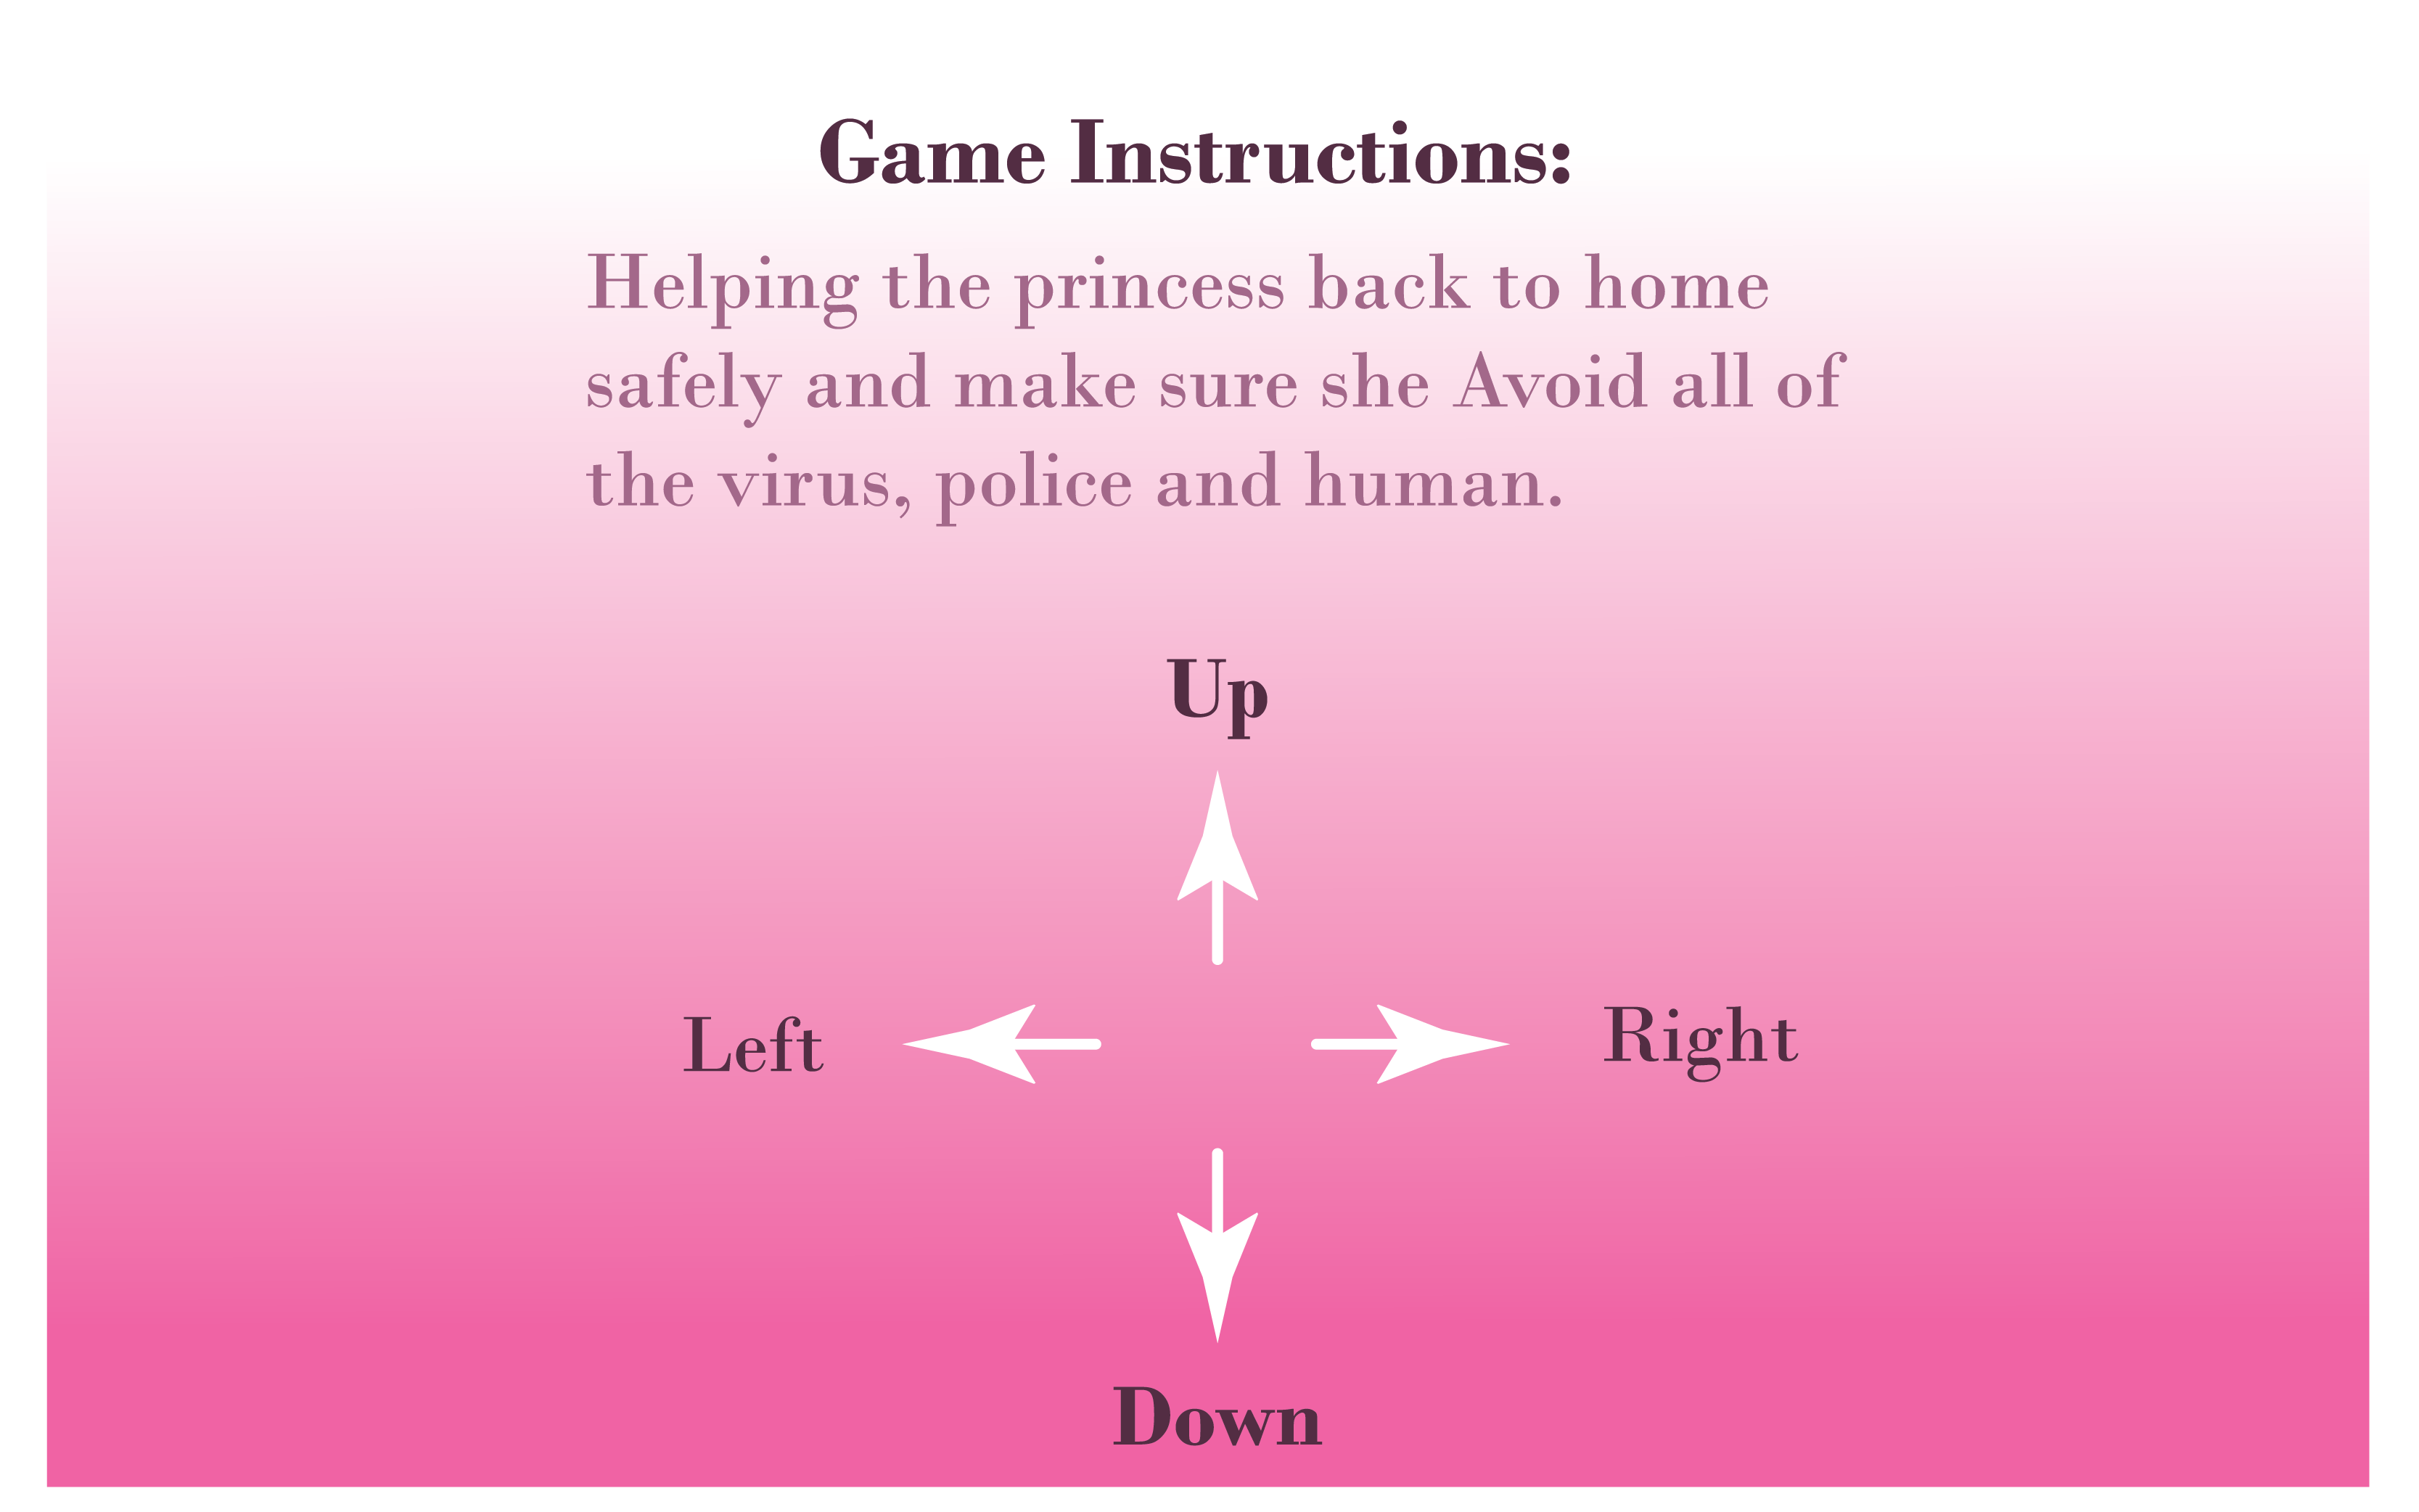 Game Instructions:
Helping the princess back to home
safely and make sure she Avoid all of
the virus, police and human.
Up
Left
Right
Down